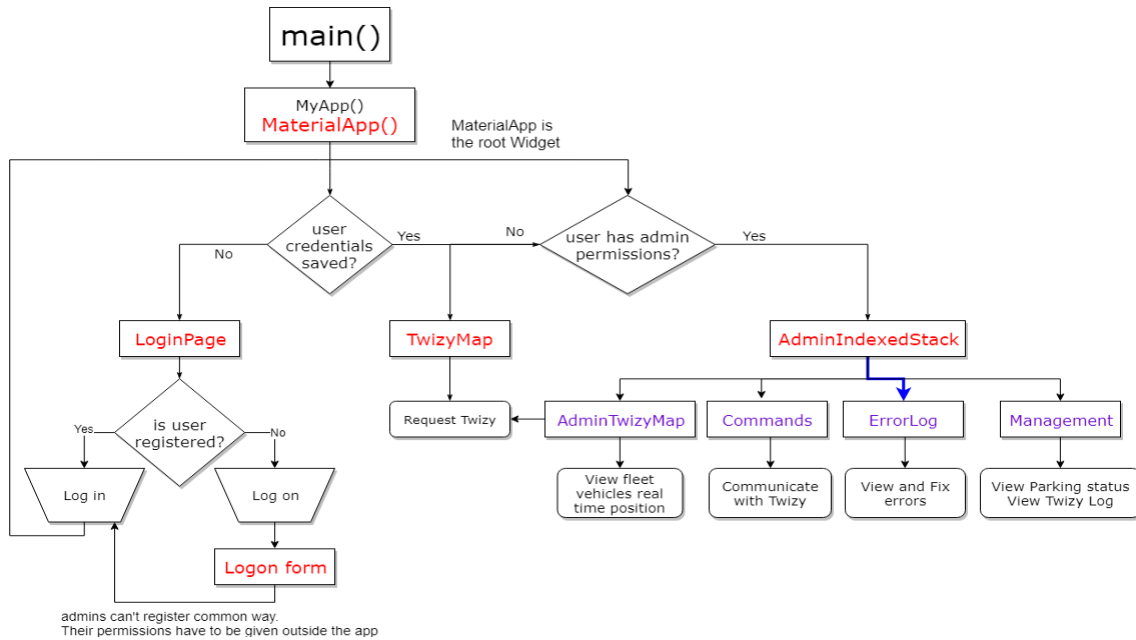 main()
MyApp()
MaterialApp()
MaterialApp is
the root Widget
user
credentials
saved?
Yes
No
user has admin
permissions?
Yes
No
LoginPage
TwizyMap
AdminIndexedStack
is user
registered?
Yes
No
Request Twizy
AdminTwizyMap
Commands
ErrorLog
Management
Log in
Log on
View fleet
vehicles real
time position
Communicate
with Twizy
View and Fix
errors
View Parking status
View Twizy Log
Logon form
admins can't register common way.
Their permissions have to be given outside the app